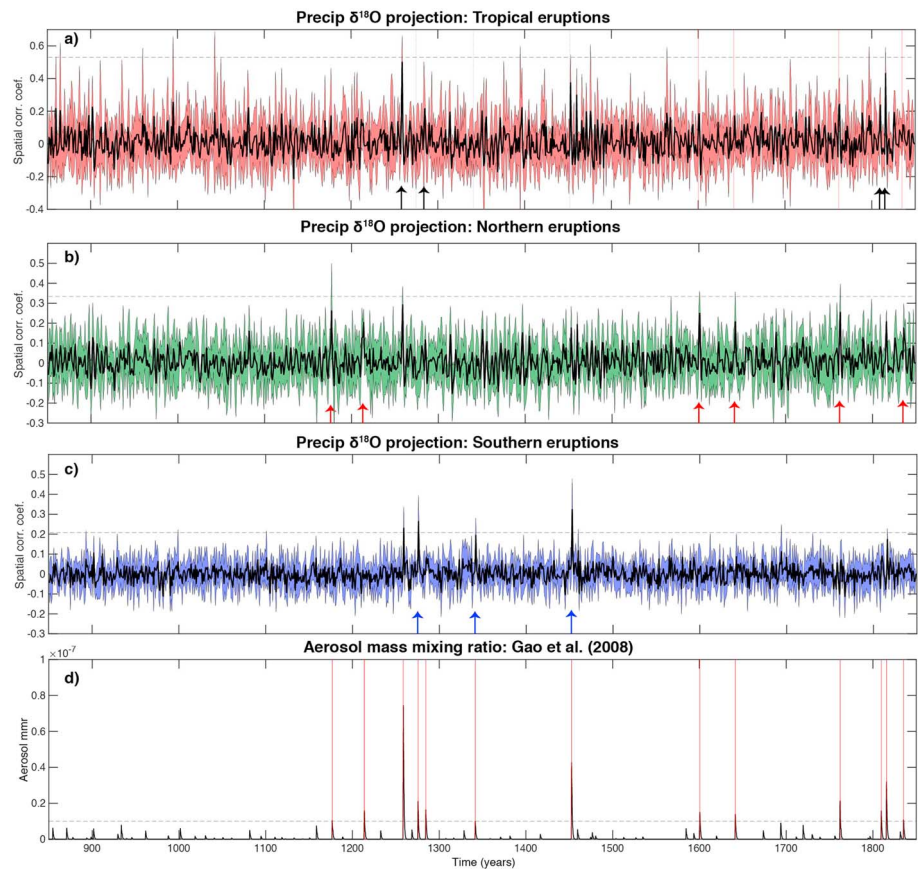 Precip δ18O projection: Tropical eruptions
a)
0.6
0.4
0.2
0
-0.2
-0.4
Spatial corr. coef.
Precip δ18O projection: Northern eruptions
b)
0.5
0.4
0.3
0.2
0.1
0
-0.1
-0.2
-0.3
Spatial corr. coef.
Precip δ18O projection: Southern eruptions
c)
0.5
0.4
0.3
0.2
0.1
0
-0.1
-0.2
-0.3
Spatial corr. coef.
Aerosol mass mixing ratio: Gao et al. (2008)
×10-7
d)
1
0.8
0.6
0.4
0.2
0
Aerosol mmr
900 1000 1100 1200 1300 1400 1500 1600 1700 1800
Time (years)